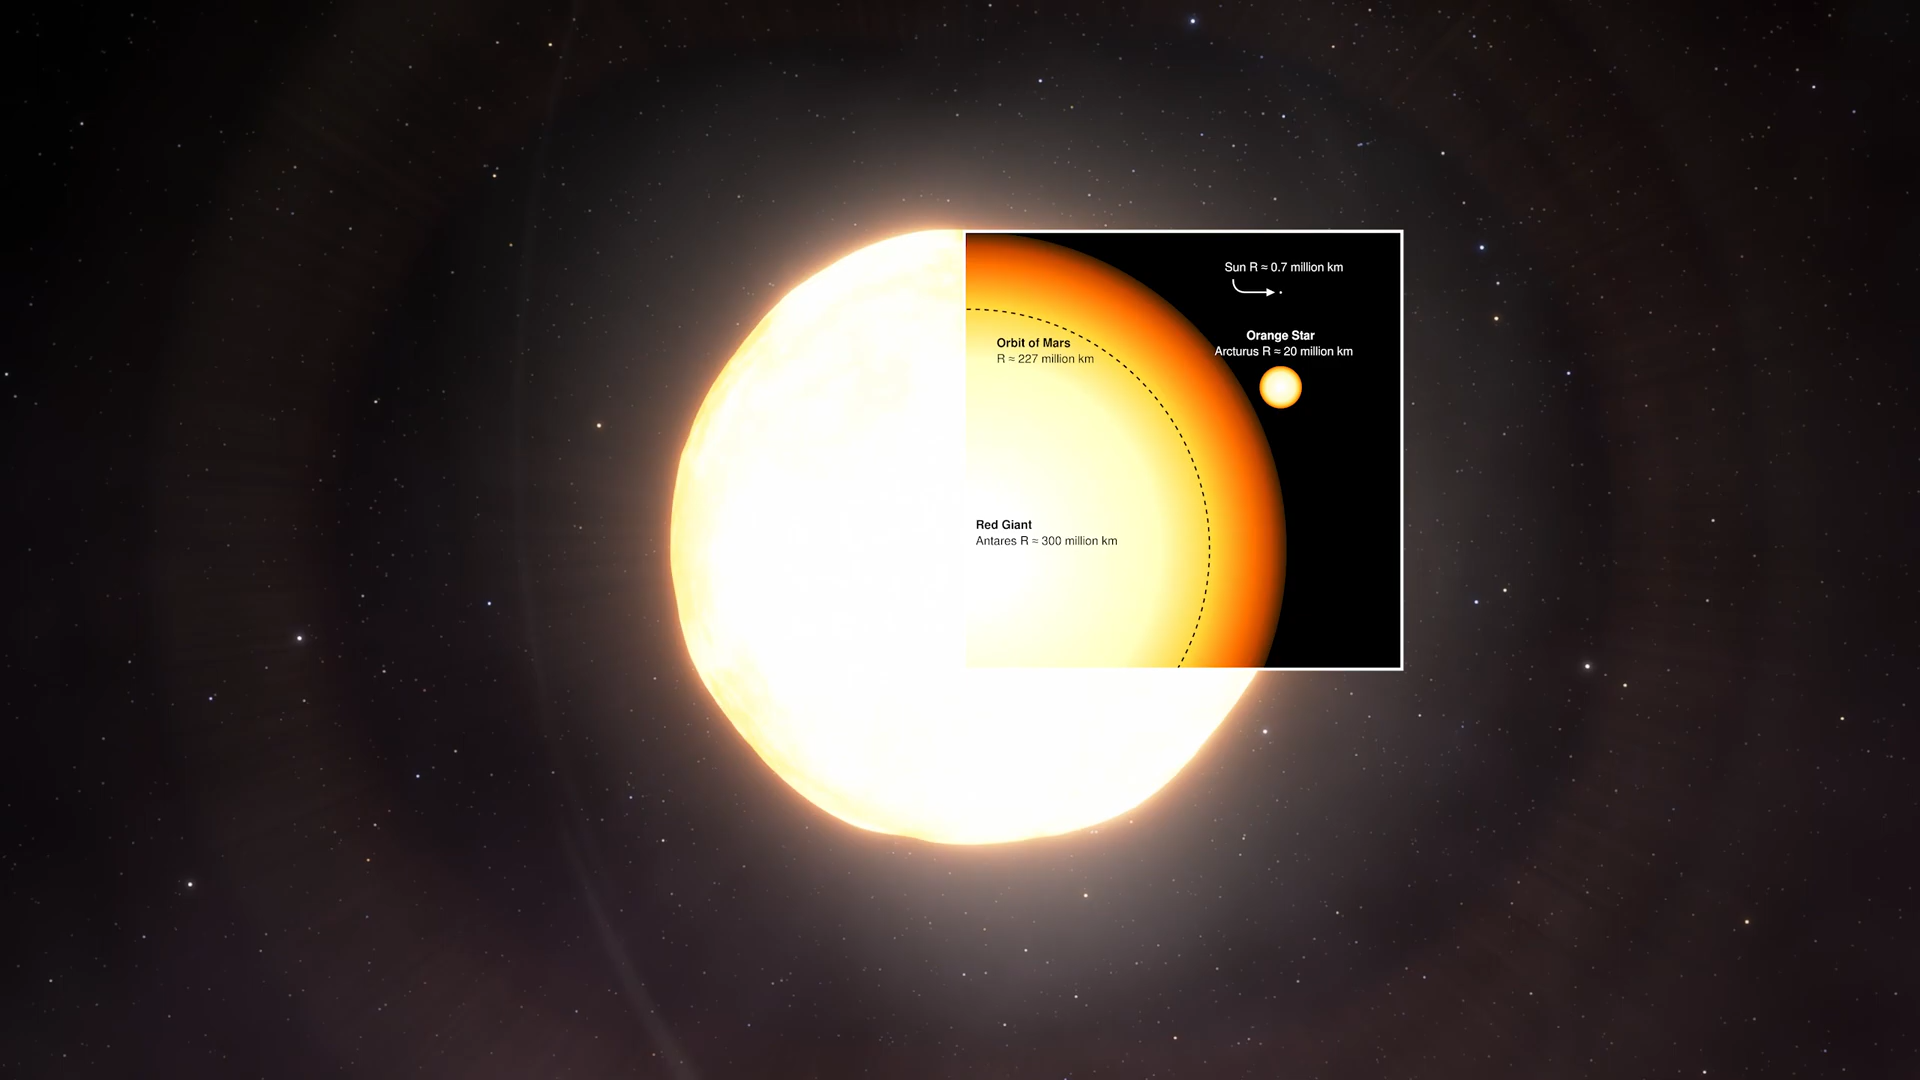 Sun R ≈ 0.7 million km
Orange Star
Arcturus R ≈ 20 million km
Orbit of Mars
R ≈ 227 million km
Red Giant
Antares R ≈ 300 million km